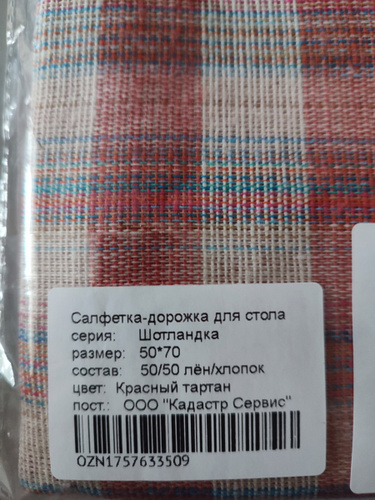 Салфетка-дорожка для стола
серия: Шотландка
размер: 50*70
состав: 50/50 лён/хлопок
цвет: Красный тартан
пост.: ООО "Кадастр Сервис"
OZN1757633509